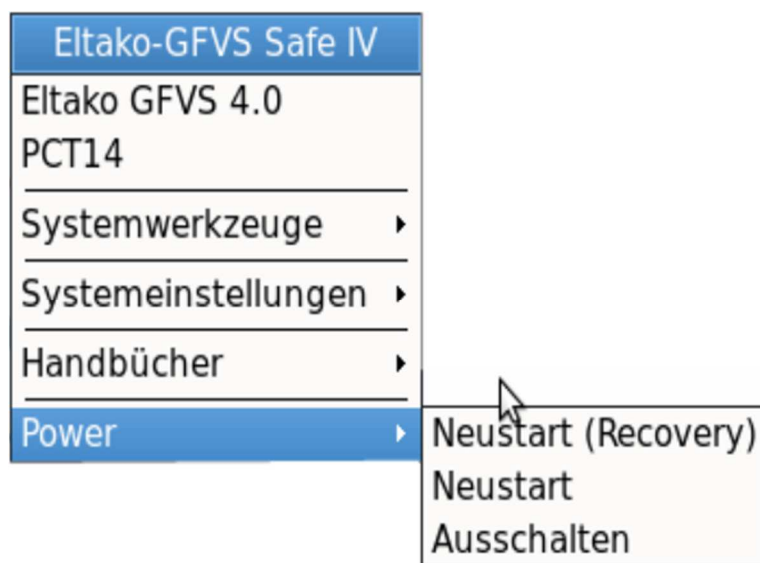 Eltako-GFVS Safe IV
Eltako GFVS 4.0
PCT14
Systemwerkzeuge
Systemeinstellungen
Handbücher
Power
Neustart (Recovery)
Neustart
Ausschalten